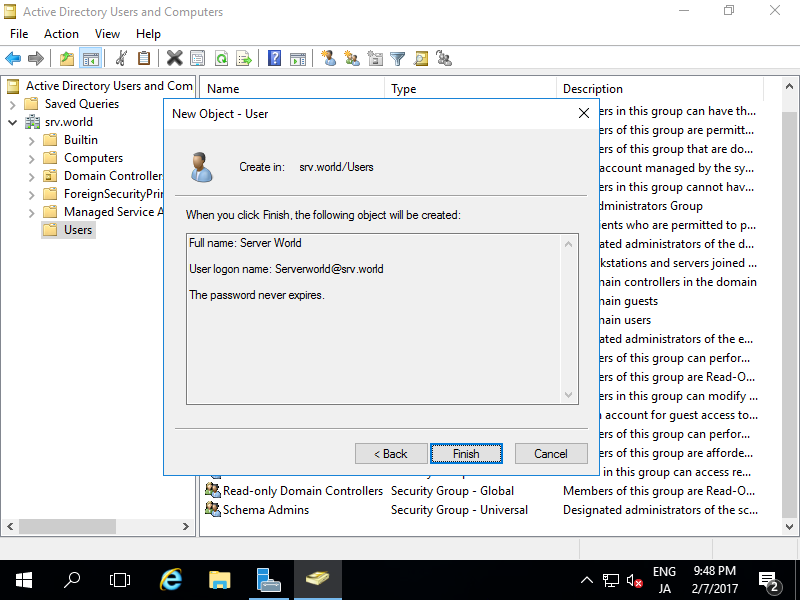 Active Directory Users and Computers
File Action View Help
Active Directory Users and Com
Saved Queries
srv.world
Builtin
Computers
Domain Controller
ForeignSecurityPrin
Managed Service A
Users
Name Type Description
New Object - User
Create in: srv.world/Users
When you click Finish, the following object will be created:
Full name: Server World
User logon name: Serverworld@srv.world
The password never expires.
< Back Finish Cancel
ers in this group can have th...
ers of this group are permitt...
ers of this group that are do...
account managed by the sy...
ers in this group cannot hav...
dministrators Group
ients who are permitted to p...
ated administrators of the d...
kstations and servers joined ...
main controllers in the domain
main guests
main users
ated administrators of the e...
ers of this group can perfor...
ers of this group are Read-O...
ers in this group can modify ...
account for guest access to...
ers of this group can perfor...
ers of this group are afforde...
in this group can access re...
Read-only Domain Controllers Security Group - Global Members of this group are Read-O...
Schema Admins Security Group - Universal Designated administrators of the sc...
ENG
JA
9:48 PM
2/7/2017
2